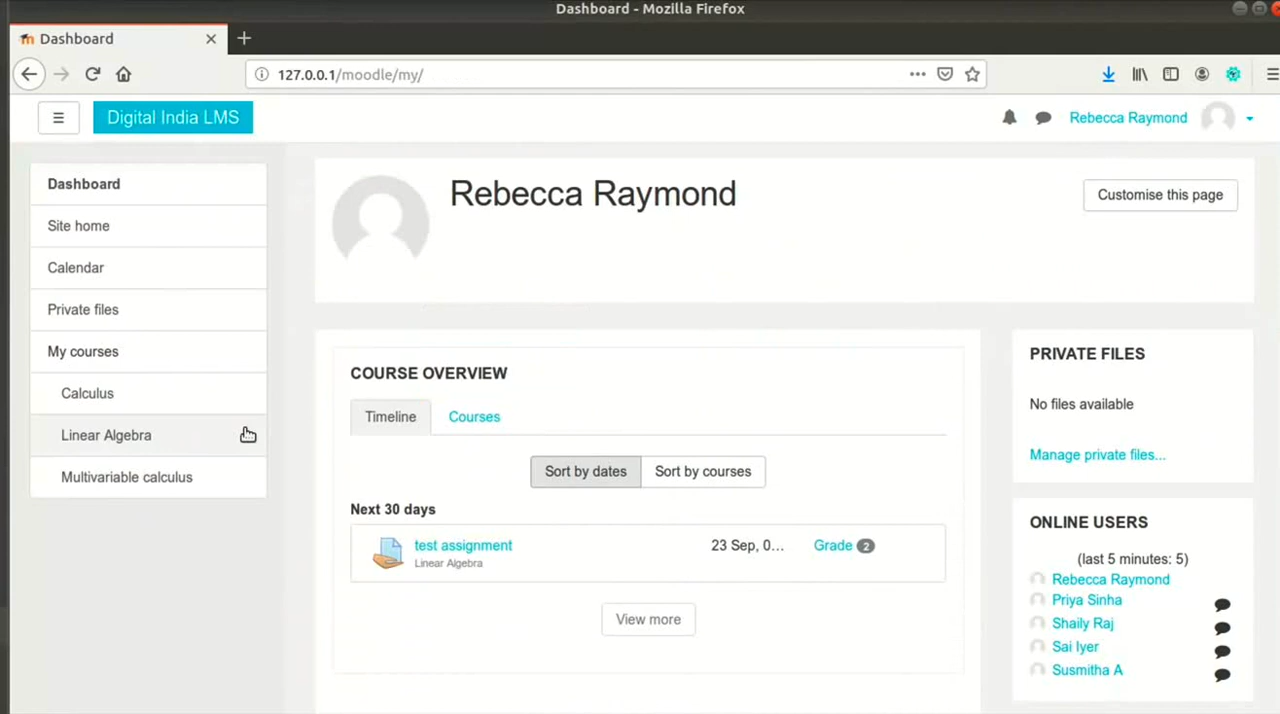 Dashboard - Mozilla Firefox
Dashboard
127.0.0.1/moodle/my/
Digital India LMS
Rebecca Raymond
Dashboard
Site home
Calendar
Private files
My courses
Calculus
Linear Algebra
Multivariable calculus
Rebecca Raymond
Customise this page
COURSE OVERVIEW
Timeline Courses
Sort by dates Sort by courses
Next 30 days
test assignment 23 Sep, 0... Grade 2
Linear Algebra
View more
PRIVATE FILES
No files available
Manage private files...
ONLINE USERS
(last 5 minutes: 5)
Rebecca Raymond
Priya Sinha
Shaily Raj
Sai Iyer
Susmitha A